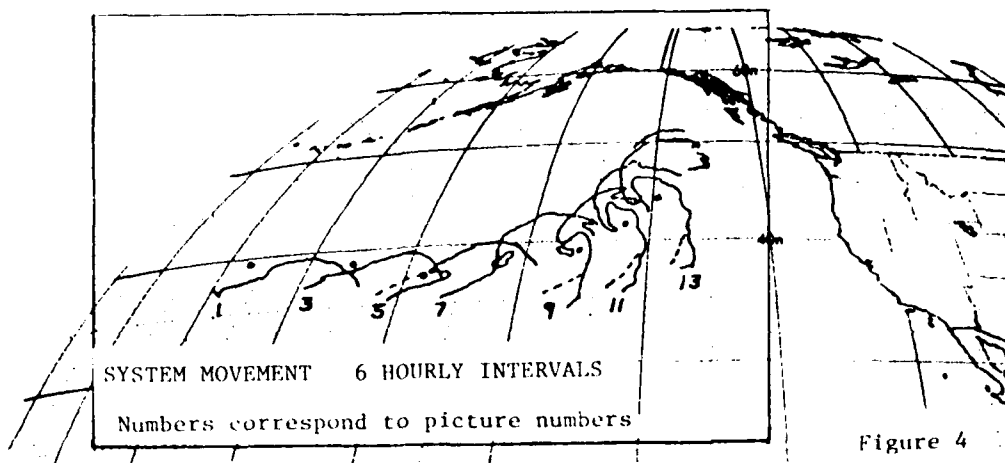 60n
40n
1
3
5
7
9
11
13
SYSTEM MOVEMENT 6 HOURLY INTERVALS
Numbers correspond to picture numbers
Figure 4